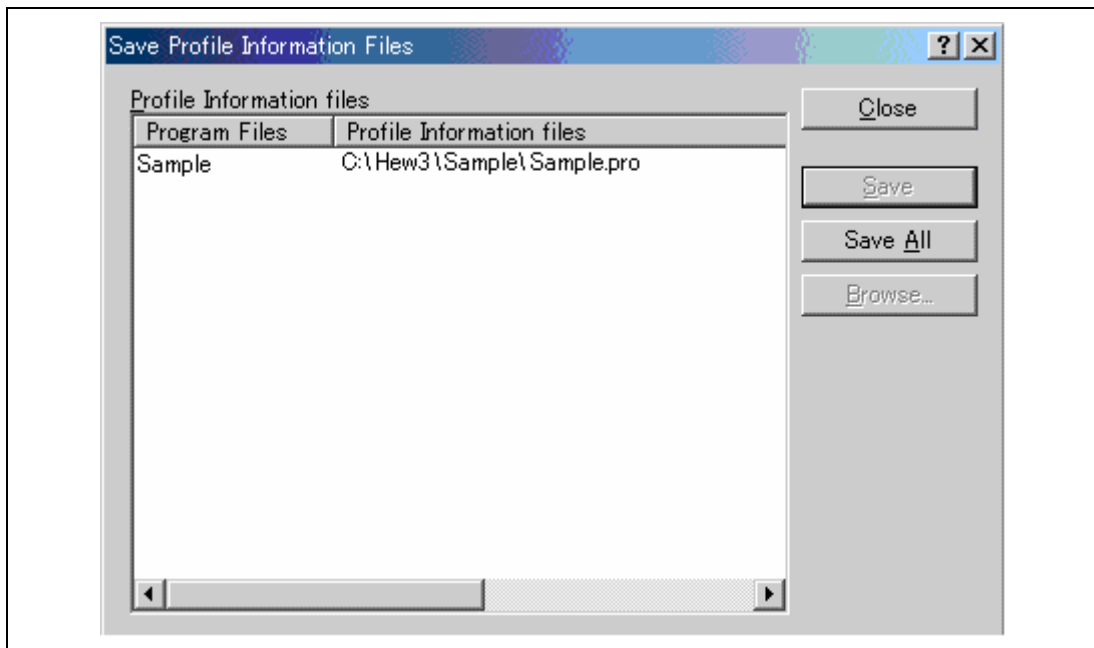 Save Profile Information Files
Profile Information files
Program Files Profile Information files
Sample C:\Hew3\Sample\Sample.pro
Close
Save
Save All
Browse...